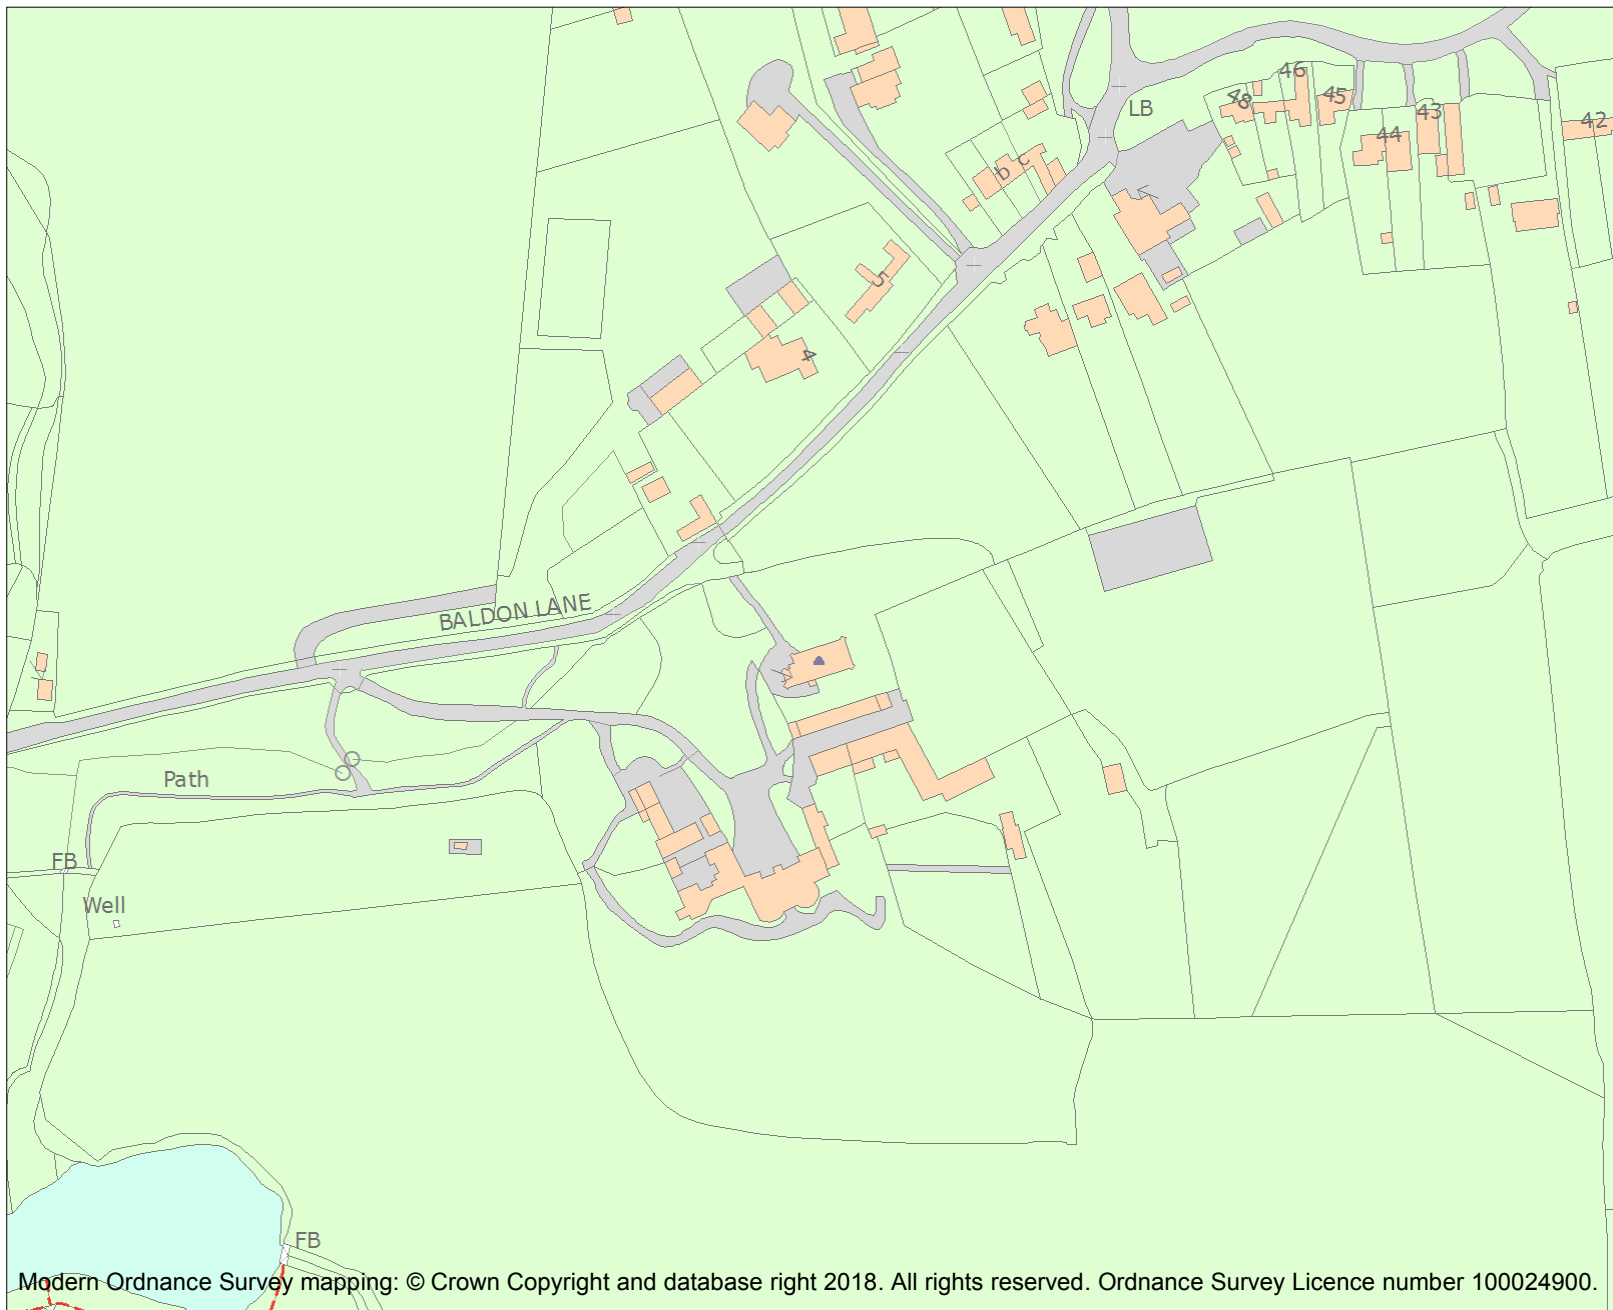 46
48
45
LB
43
44
42
b
c
5
4
BALDON LANE
Path
FB
Well
FB
Modern Ordnance Survey mapping: © Crown Copyright and database right 2018. All rights reserved. Ordnance Survey Licence number 100024900.